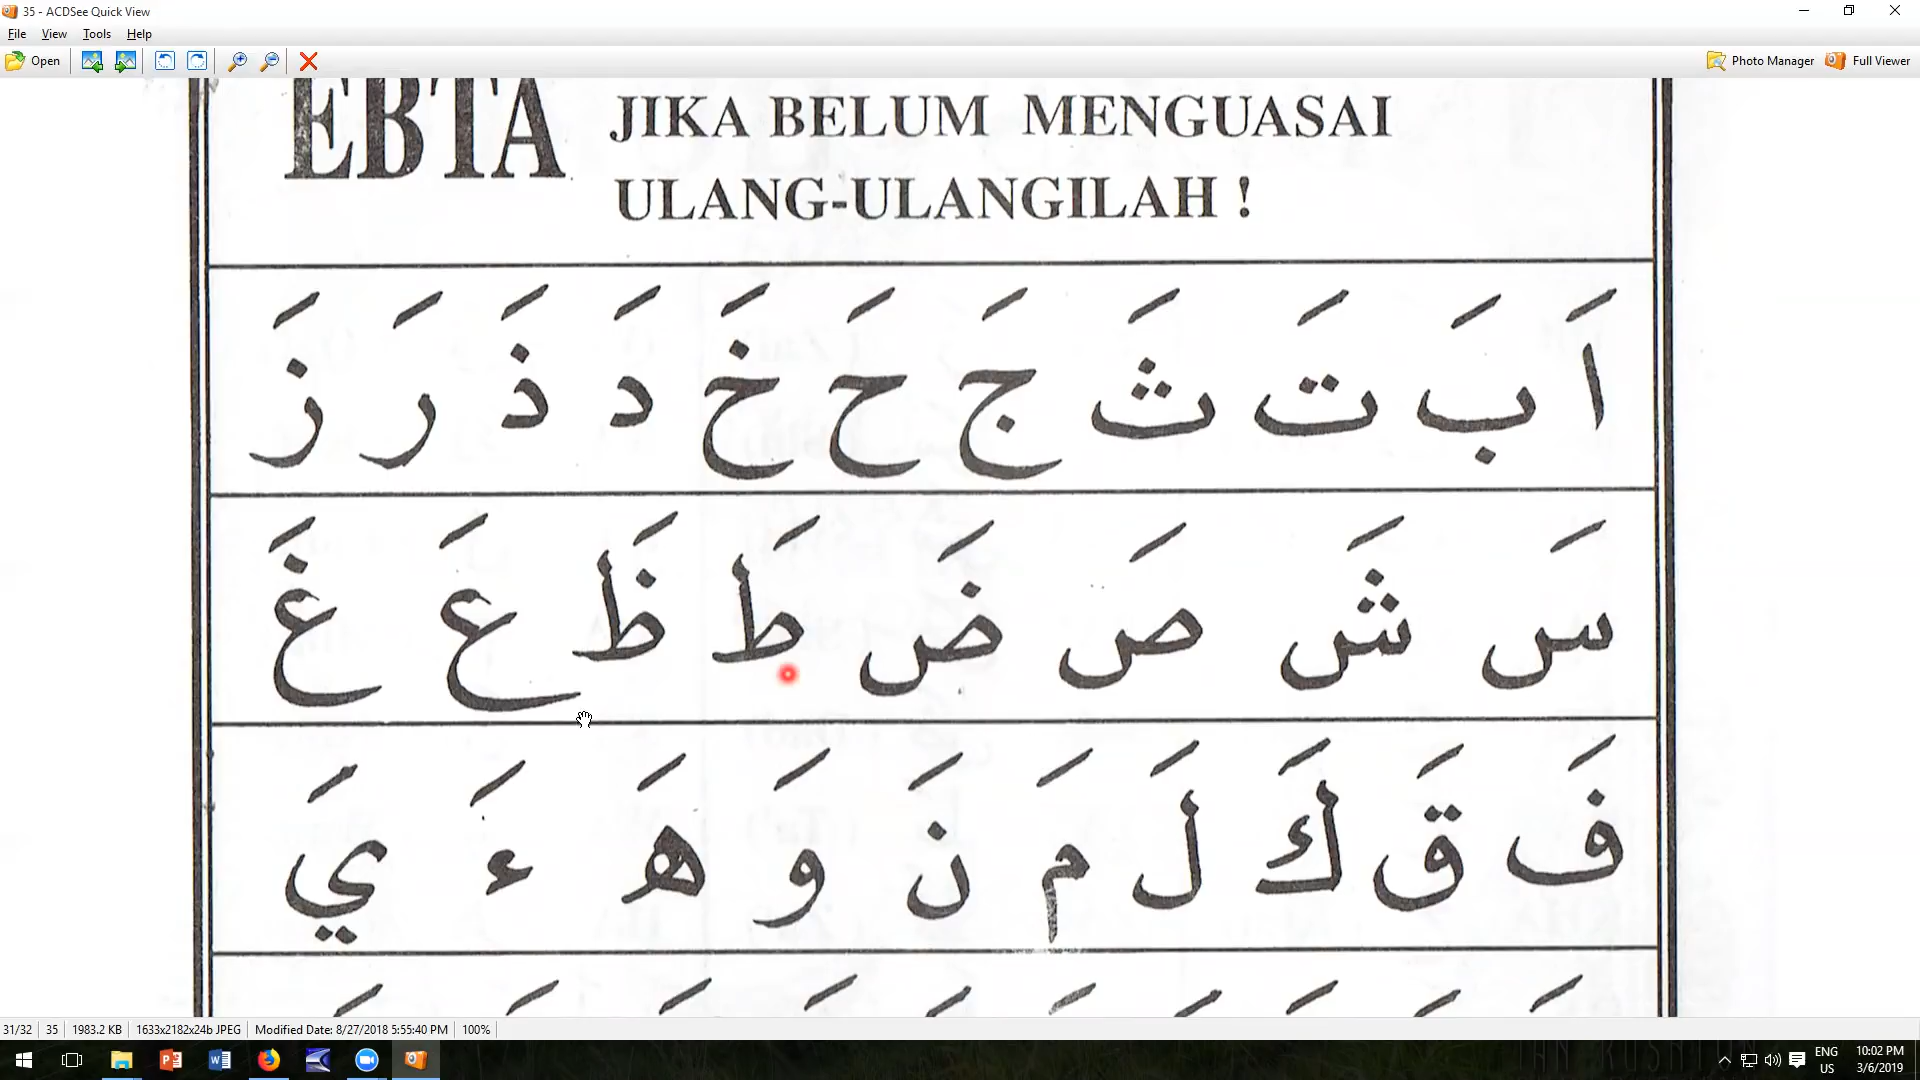 35 - ACDSee Quick View
File View Tools Help
Open Photo Manager Full Viewer
EBTA JIKA BELUM MENGUASAI
ULANG-ULANGILAH !
اَ بَ تَ ثَ جَ حَ خَ دَ ذَ رَ زَ
سَ شَ صَ ضَ طَ ظَ عَ غَ
فَ قَ كَ لَ مَ نَ وَ هَ ءَ يَ
31/32 35 1983.2 KB 1633x2182x24b JPEG Modified Date: 8/27/2018 5:55:40 PM 100%
ENG 10:02 PM
US 3/6/2019